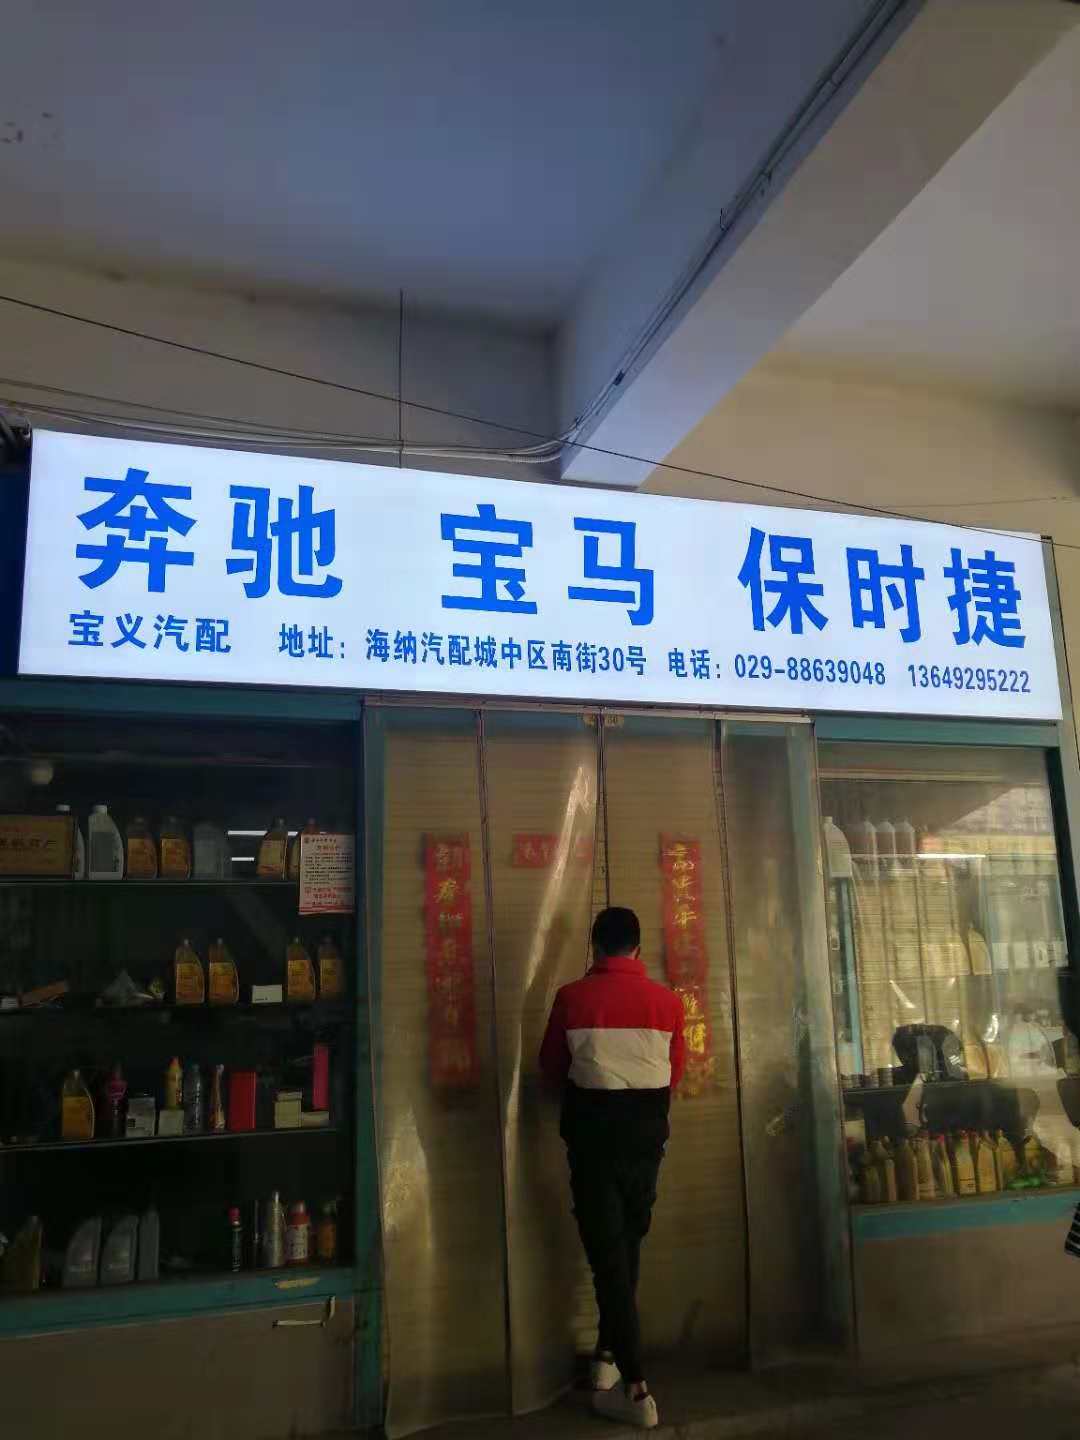 奔驰 宝马 保时捷
宝义汽配 地址：海纳汽配城中区南街30号 电话：029-88639048 13649295222